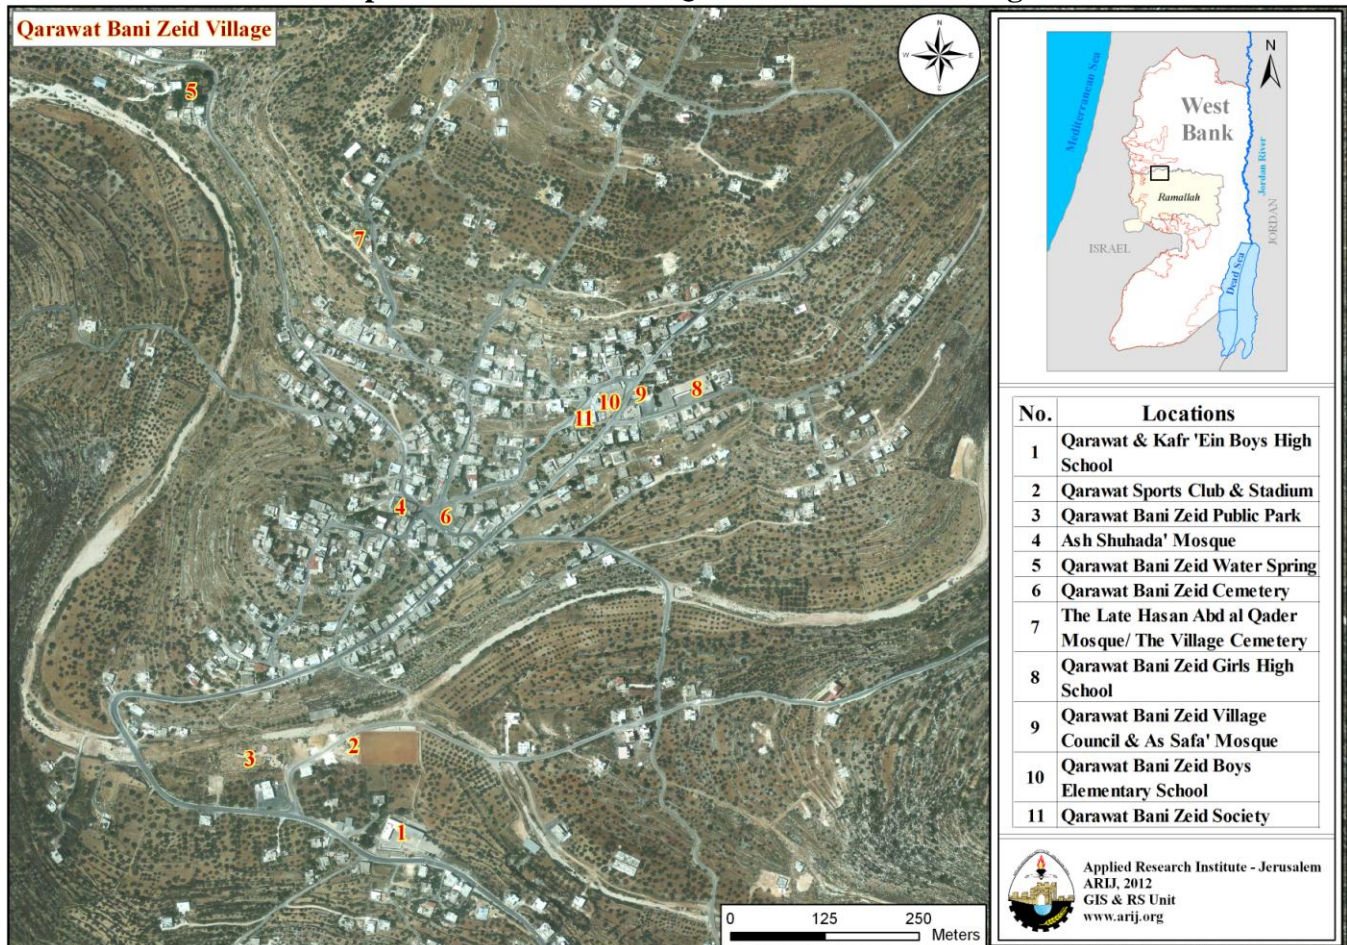 Qarawat Bani Zeid Village
N
W
E
S
5
7
8
9
10
11
4
6
2
3
1
0 125 250
Meters
N
Mediterranean Sea
West
Bank
Jordan River
Ramallah
ISRAEL
JORDAN
Dead Sea
No. Locations
1 Qarawat & Kafr 'Ein Boys High
School
2 Qarawat Sports Club & Stadium
3 Qarawat Bani Zeid Public Park
4 Ash Shuhada' Mosque
5 Qarawat Bani Zeid Water Spring
6 Qarawat Bani Zeid Cemetery
7 The Late Hasan Abd al Qader
Mosque/ The Village Cemetery
8 Qarawat Bani Zeid Girls High
School
9 Qarawat Bani Zeid Village
Council & As Safa' Mosque
10 Qarawat Bani Zeid Boys
Elementary School
11 Qarawat Bani Zeid Society
Applied Research Institute - Jerusalem
ARIJ, 2012
GIS & RS Unit
www.arij.org